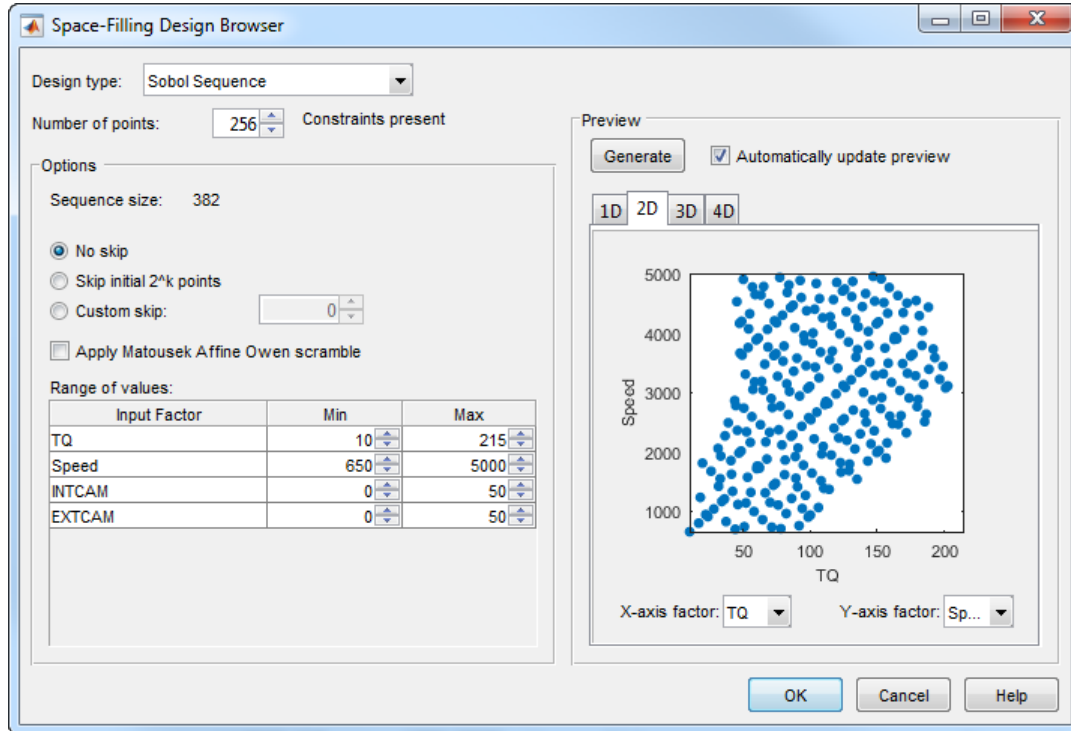 Space-Filling Design Browser
Design type: Sobol Sequence
Number of points: 256 Constraints present
Options
Sequence size: 382
No skip
Skip initial 2^k points
Custom skip: 0
Apply Matousek Affine Owen scramble
Range of values:
Input Factor Min Max
TQ 10 215
Speed 650 5000
INTCAM 0 50
EXTCAM 0 50
Preview
Generate Automatically update preview
1D 2D 3D 4D
5000
4000
3000
2000
1000
Speed
50 100 150 200
TQ
X-axis factor: TQ Y-axis factor: Sp...
OK Cancel Help